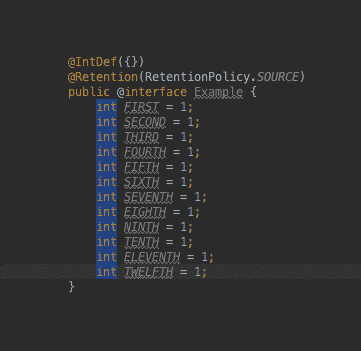 @IntDef({})
@Retention(RetentionPolicy.SOURCE)
public @interface Example {
int FIRST = 1;
int SECOND = 1;
int THIRD = 1;
int FOURTH = 1;
int FIFTH = 1;
int SIXTH = 1;
int SEVENTH = 1;
int EIGHTH = 1;
int NINTH = 1;
int TENTH = 1;
int ELEVENTH = 1;
int TWELFTH = 1;
}